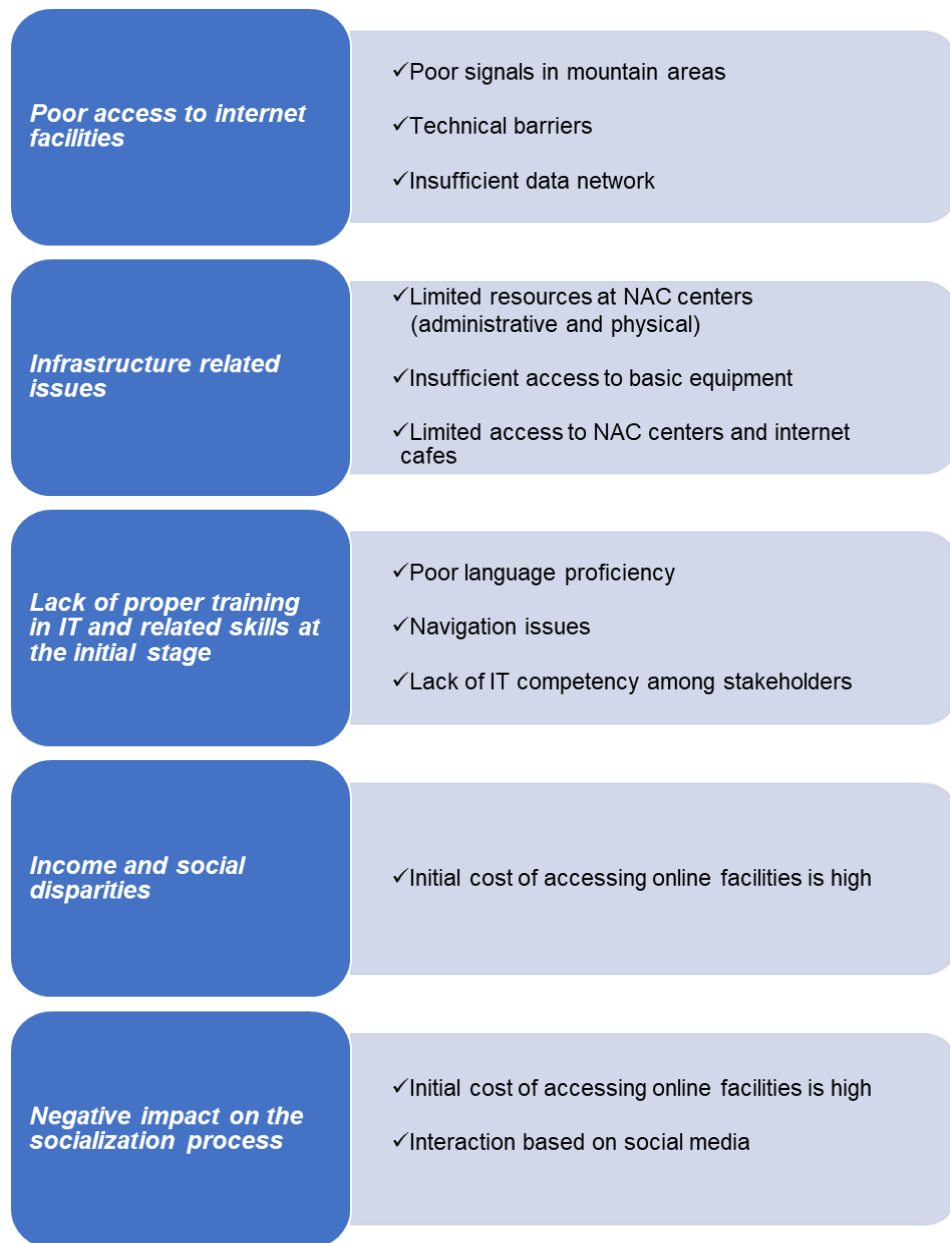 Poor access to internet
facilities
✓Poor signals in mountain areas
✓Technical barriers
✓Insufficient data network
Infrastructure related
issues
✓Limited resources at NAC centers
(administrative and physical)
✓Insufficient access to basic equipment
✓Limited access to NAC centers and internet
cafes
Lack of proper training
in IT and related skills at
the initial stage
✓Poor language proficiency
✓Navigation issues
✓Lack of IT competency among stakeholders
Income and social
disparities
✓Initial cost of accessing online facilities is high
Negative impact on the
socialization process
✓Initial cost of accessing online facilities is high
✓Interaction based on social media